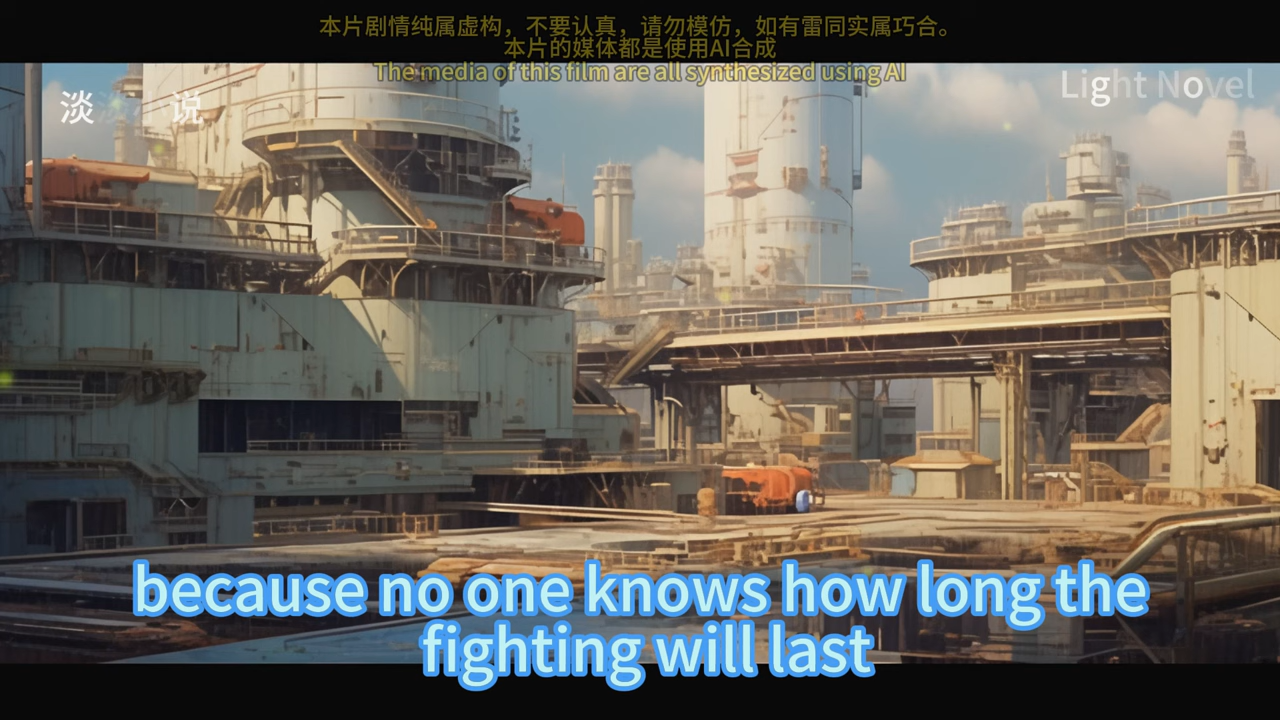 本片剧情纯属虚构，不要认真，请勿模仿，如有雷同实属巧合。
本片的媒体都是使用AI合成
The media of this film are all synthesized using AI
淡淡小说
Light Novel
because no one knows how long the
fighting will last